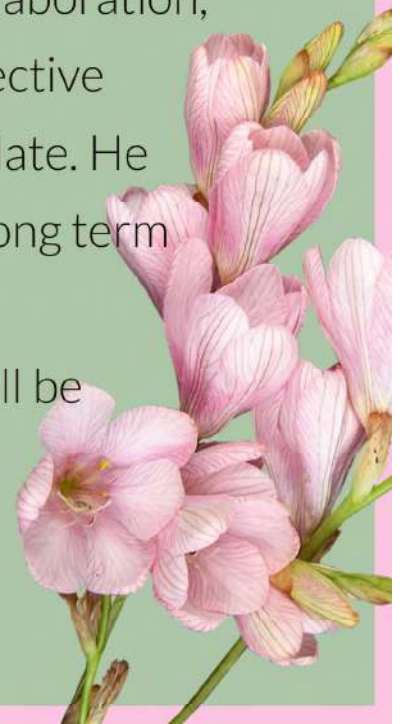 aboration,
ective
late. He
ong term
ll be